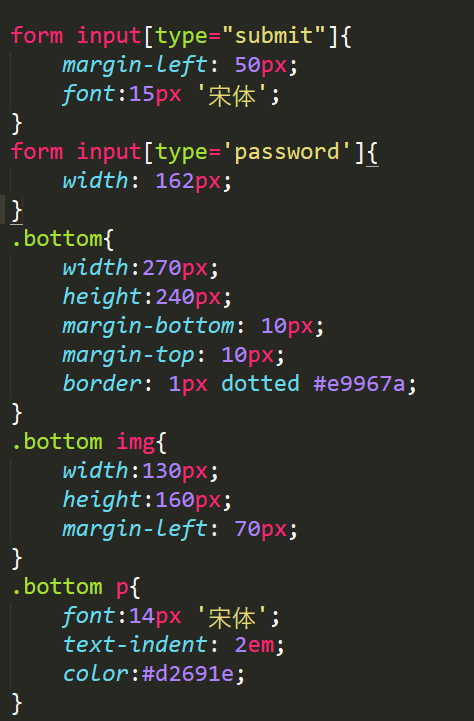 form input[type="submit"]{
    margin-left: 50px;
    font:15px '宋体';
}
form input[type='password']{
    width: 162px;
}
.bottom{
    width:270px;
    height:240px;
    margin-bottom: 10px;
    margin-top: 10px;
    border: 1px dotted #e9967a;
}
.bottom img{
    width:130px;
    height:160px;
    margin-left: 70px;
}
.bottom p{
    font:14px '宋体';
    text-indent: 2em;
    color:#d2691e;
}